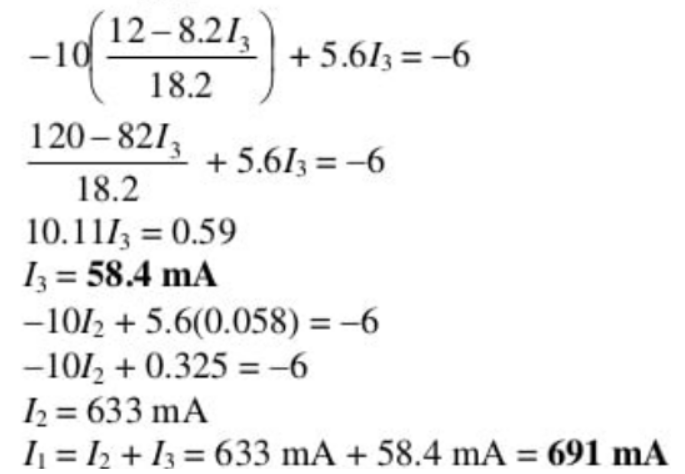 −10(12 − 8.2I₃ / 18.2) + 5.6I₃ = −6
120 − 82I₃ / 18.2 + 5.6I₃ = −6
10.11I₃ = 0.59
I₃ = 58.4 mA
−10I₂ + 5.6(0.058) = −6
−10I₂ + 0.325 = −6
I₂ = 633 mA
I₁ = I₂ + I₃ = 633 mA + 58.4 mA = 691 mA